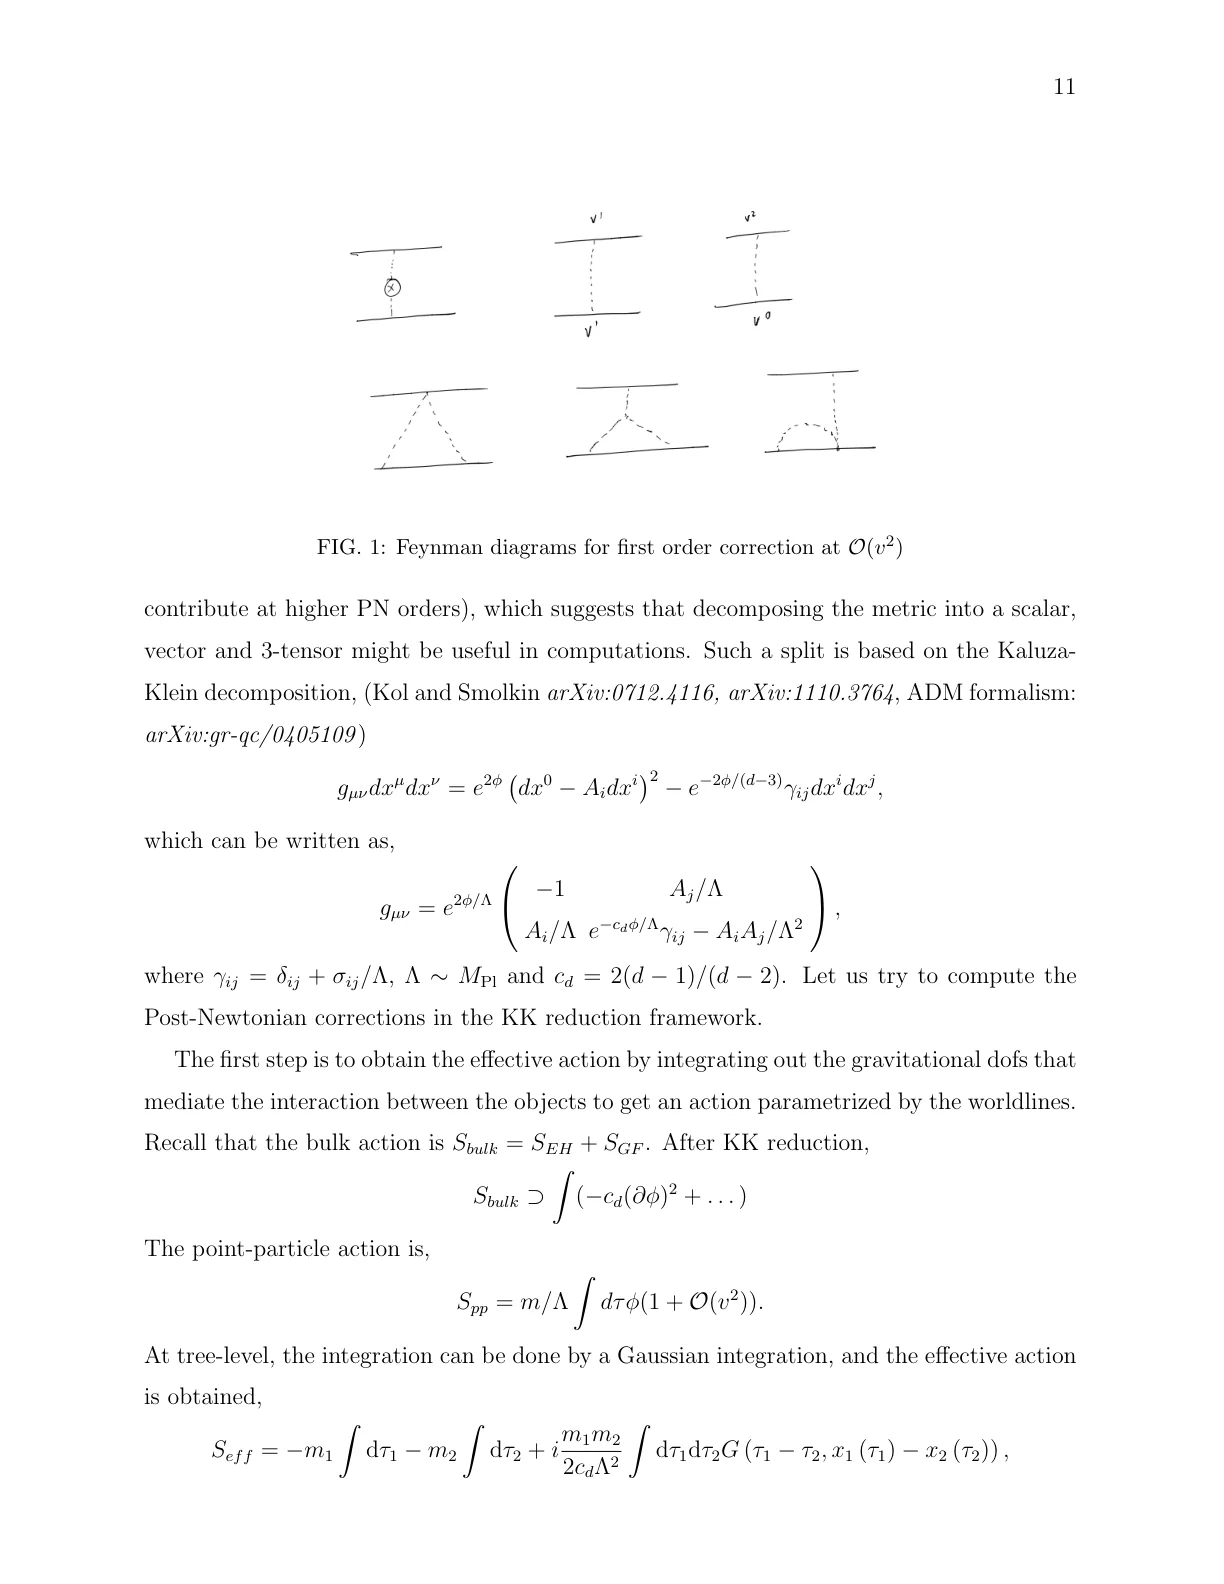 11
v¹
v²
v¹
v⁰
FIG. 1: Feynman diagrams for first order correction at $\mathcal{O}(v^2)$
contribute at higher PN orders), which suggests that decomposing the metric into a scalar,
vector and 3-tensor might be useful in computations. Such a split is based on the Kaluza-
Klein decomposition, (Kol and Smolkin arXiv:0712.4116, arXiv:1110.3764, ADM formalism:
arXiv:gr-qc/0405109)
$g_{\mu\nu}dx^\mu dx^\nu = e^{2\phi}\left(dx^0 - A_i dx^i\right)^2 - e^{-2\phi/(d-3)}\gamma_{ij}dx^i dx^j,$
which can be written as,
$g_{\mu\nu} = e^{2\phi/\Lambda}\begin{pmatrix} -1 & A_j/\Lambda \\ A_i/\Lambda & e^{-c_d\phi/\Lambda}\gamma_{ij} - A_iA_j/\Lambda^2 \end{pmatrix},$
where $\gamma_{ij} = \delta_{ij} + \sigma_{ij}/\Lambda$, $\Lambda \sim M_{\text{Pl}}$ and $c_d = 2(d-1)/(d-2)$. Let us try to compute the
Post-Newtonian corrections in the KK reduction framework.
The first step is to obtain the effective action by integrating out the gravitational dofs that
mediate the interaction between the objects to get an action parametrized by the worldlines.
Recall that the bulk action is $S_{bulk} = S_{EH} + S_{GF}$. After KK reduction,
$S_{bulk} \supset \int (-c_d(\partial\phi)^2 + \dots)$
The point-particle action is,
$S_{pp} = m/\Lambda \int d\tau\phi(1 + \mathcal{O}(v^2)).$
At tree-level, the integration can be done by a Gaussian integration, and the effective action
is obtained,
$S_{eff} = -m_1 \int \mathrm{d}\tau_1 - m_2 \int \mathrm{d}\tau_2 + i\frac{m_1m_2}{2c_d\Lambda^2}\int \mathrm{d}\tau_1\mathrm{d}\tau_2 G\left(\tau_1 - \tau_2, x_1(\tau_1) - x_2(\tau_2)\right),$